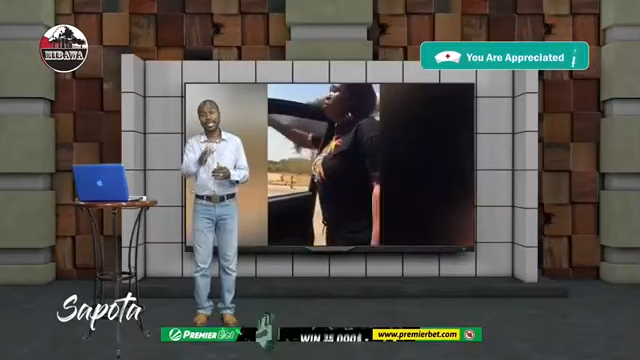 MIBAWA
You Are Appreciated
Sapota
PREMIERBet
www.premierbet.com